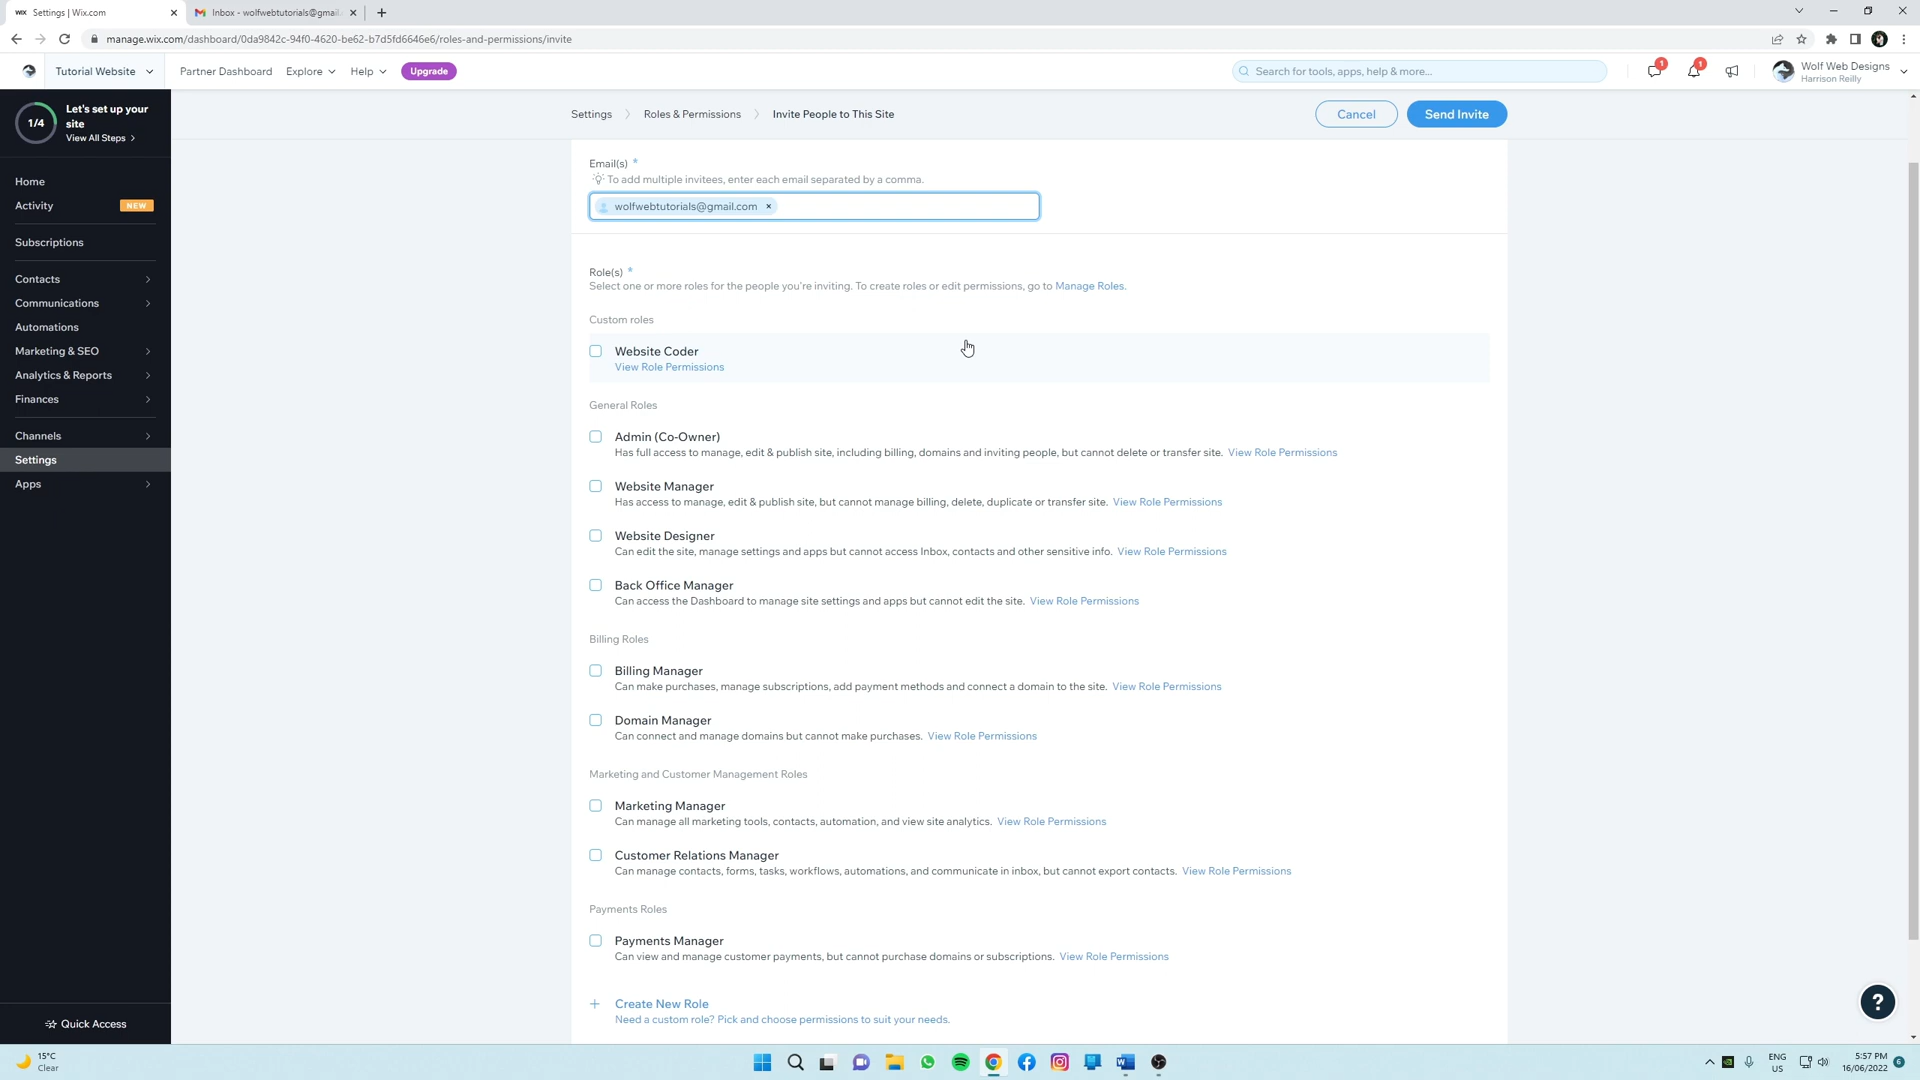 WIX Settings | Wix.com
Inbox - wolfwebtutorials@gmail.
manage.wix.com/dashboard/0da9842c-94f0-4620-be62-b7d5fd6646e6/roles-and-permissions/invite
Tutorial Website
Partner Dashboard
Explore
Help
Upgrade
Search for tools, apps, help & more...
1
1
Wolf Web Designs
Harrison Reilly
1/4
Let's set up your
site
View All Steps
Home
Activity
NEW
Subscriptions
Contacts
Communications
Automations
Marketing & SEO
Analytics & Reports
Finances
Channels
Settings
Apps
Quick Access
Settings
Roles & Permissions
Invite People to This Site
Cancel
Send Invite
Email(s) *
To add multiple invitees, enter each email separated by a comma.
wolfwebtutorials@gmail.com ×
Role(s) *
Select one or more roles for the people you're inviting. To create roles or edit permissions, go to Manage Roles.
Custom roles
Website Coder
View Role Permissions
General Roles
Admin (Co-Owner)
Has full access to manage, edit & publish site, including billing, domains and inviting people, but cannot delete or transfer site. View Role Permissions
Website Manager
Has access to manage, edit & publish site, but cannot manage billing, delete, duplicate or transfer site. View Role Permissions
Website Designer
Can edit the site, manage settings and apps but cannot access Inbox, contacts and other sensitive info. View Role Permissions
Back Office Manager
Can access the Dashboard to manage site settings and apps but cannot edit the site. View Role Permissions
Billing Roles
Billing Manager
Can make purchases, manage subscriptions, add payment methods and connect a domain to the site. View Role Permissions
Domain Manager
Can connect and manage domains but cannot make purchases. View Role Permissions
Marketing and Customer Management Roles
Marketing Manager
Can manage all marketing tools, contacts, automation, and view site analytics. View Role Permissions
Customer Relations Manager
Can manage contacts, forms, tasks, workflows, automations, and communicate in inbox, but cannot export contacts. View Role Permissions
Payments Roles
Payments Manager
Can view and manage customer payments, but cannot purchase domains or subscriptions. View Role Permissions
+ Create New Role
Need a custom role? Pick and choose permissions to suit your needs.
?
15°C
Clear
ENG
US
5:57 PM
16/06/2022
6